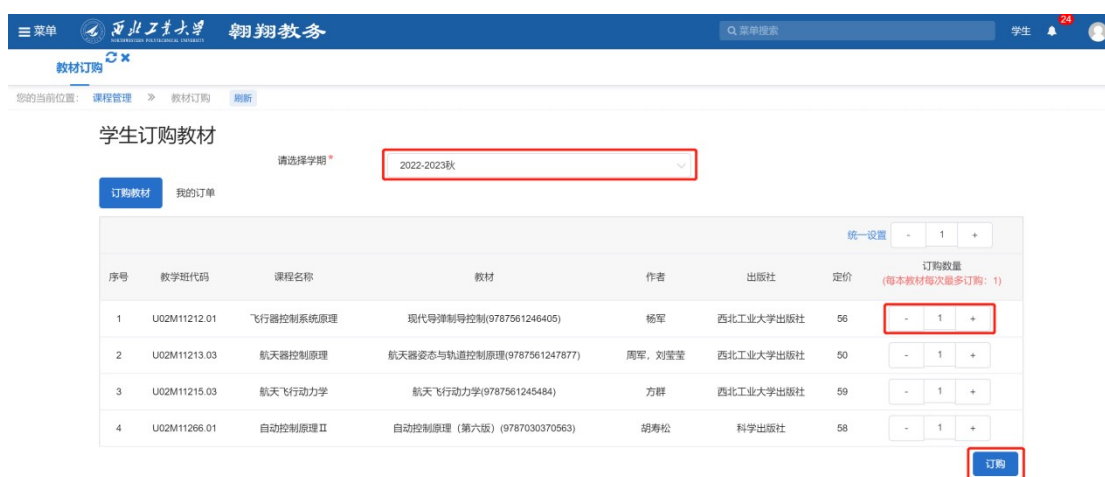 菜单 西北工业大学 翱翔教务 菜单搜索 学生 24
NORTHWESTERN POLYTECHNICAL UNIVERSITY
教材订购
您的当前位置: 课程管理 » 教材订购 刷新
学生订购教材
请选择学期* 2022-2023秋
订购教材 我的订单
统一设置 - 1 +
序号 教学班代码 课程名称 教材 作者 出版社 定价 订购数量
(每本教材每次最多订购: 1)
1 U02M11212.01 飞行器控制系统原理 现代导弹制导控制(9787561246405) 杨军 西北工业大学出版社 56 - 1 +
2 U02M11213.03 航天器控制原理 航天器姿态与轨道控制原理(9787561247877) 周军, 刘莹莹 西北工业大学出版社 50 - 1 +
3 U02M11215.03 航天飞行动力学 航天飞行动力学(9787561245484) 方群 西北工业大学出版社 59 - 1 +
4 U02M11266.01 自动控制原理Ⅱ 自动控制原理（第六版）(9787030370563) 胡寿松 科学出版社 58 - 1 +
订购